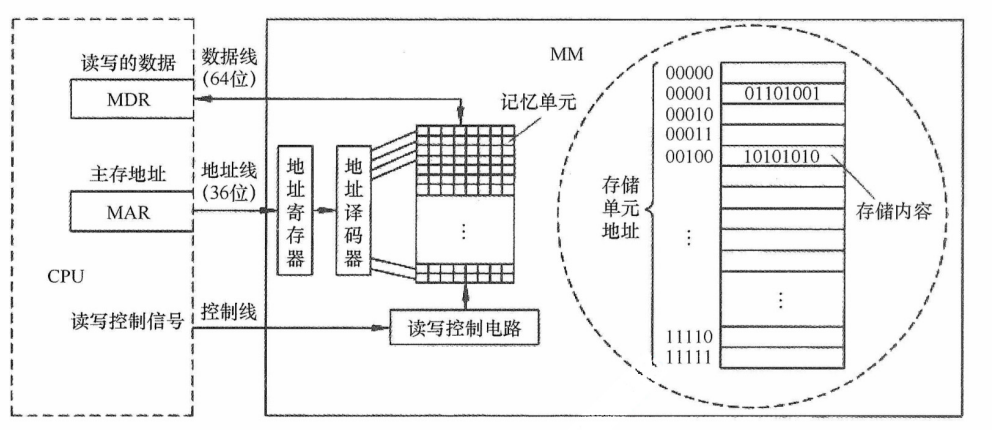 读写的数据
MDR
数据线
(64位)
主存地址
MAR
地址线
(36位)
CPU
读写控制信号
控制线
地址寄存器
地址译码器
记忆单元
⋮
读写控制电路
MM
存储
单元
地址
00000
00001
01101001
00010
00011
00100
10101010
存储内容
⋮
⋮
11110
11111